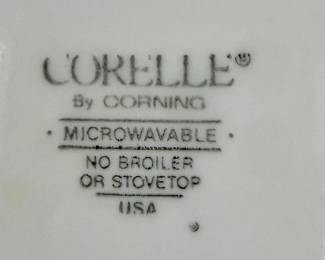 CORELLE®
By CORNING
· MICROWAVABLE ·
NO BROILER
OR STOVETOP
USA